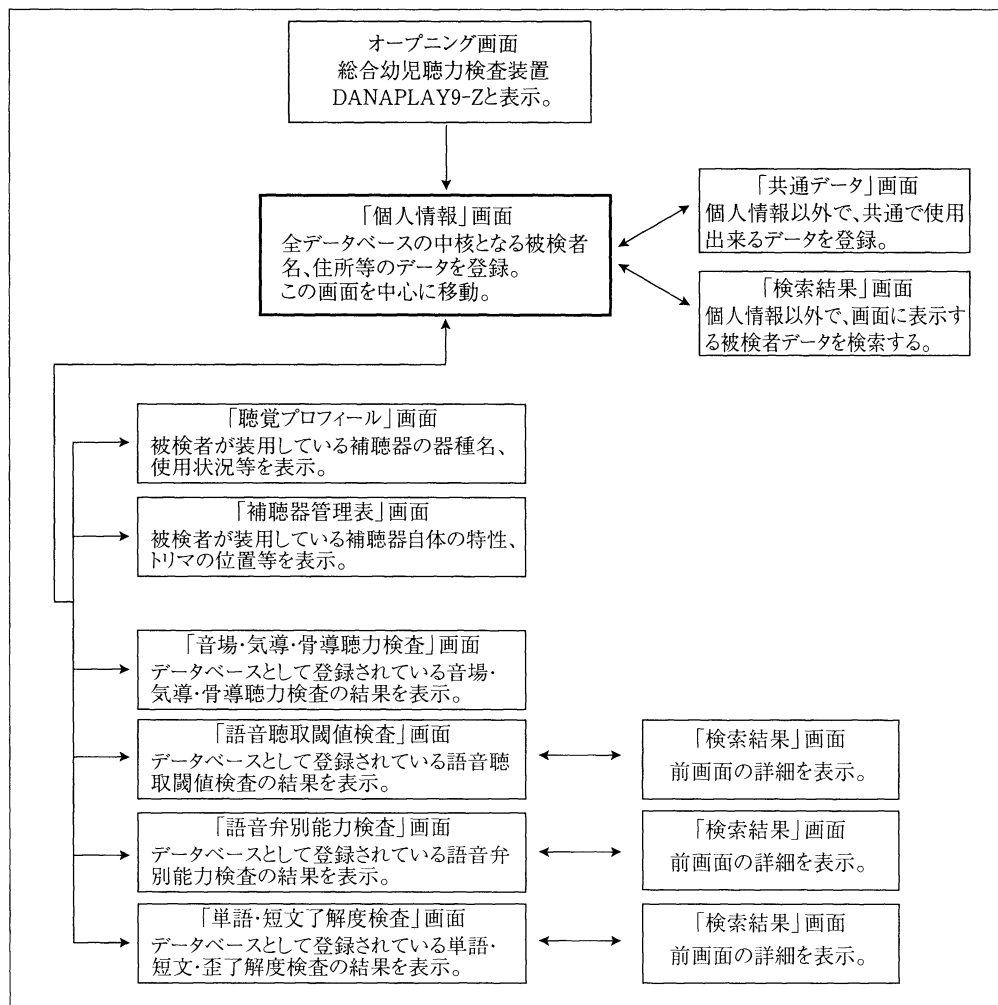 オープニング画面
総合幼児聴力検査装置
DANAPLAY9-Zと表示。
「個人情報」画面
全データベースの中核となる被検者
名、住所等のデータを登録。
この画面を中心に移動。
「共通データ」画面
個人情報以外で、共通で使用
出来るデータを登録。
「検索結果」画面
個人情報以外で、画面に表示す
る被検者データを検索する。
「聴覚プロフィール」画面
被検者が装用している補聴器の器種名、
使用状況等を表示。
「補聴器管理表」画面
被検者が装用している補聴器自体の特性、
トリマの位置等を表示。
「音場・気導・骨導聴力検査」画面
データベースとして登録されている音場・
気導・骨導聴力検査の結果を表示。
「語音聴取閾値検査」画面
データベースとして登録されている語音聴
取閾値検査の結果を表示。
「検索結果」画面
前画面の詳細を表示。
「語音弁別能力検査」画面
データベースとして登録されている語音弁
別能力検査の結果を表示。
「検索結果」画面
前画面の詳細を表示。
「単語・短文了解度検査」画面
データベースとして登録されている単語・
短文・歪了解度検査の結果を表示。
「検索結果」画面
前画面の詳細を表示。